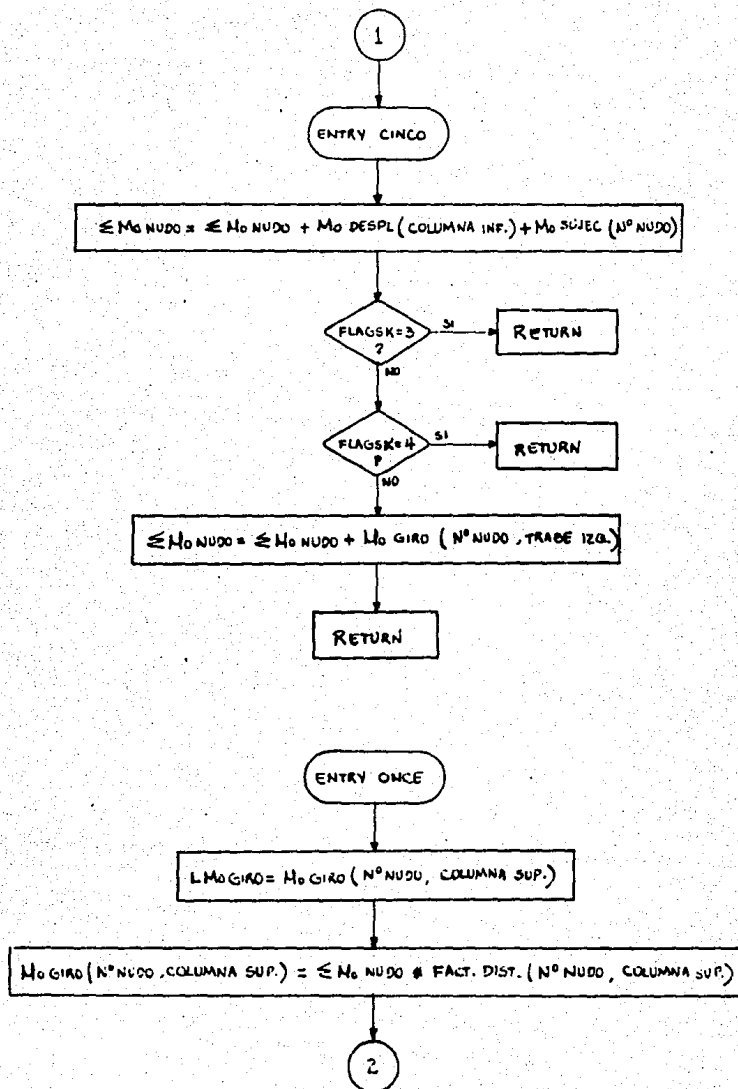 1
ENTRY CINCO
≤ Mo NUDO = ≤ Mo NUDO + Mo DESPL (COLUMNA INF.) + Mo SUJEC (Nº NUDO)
FLAGSK=3 SI
?
NO
RETURN
FLAGSK=4 SI
?
NO
RETURN
≤ Mo NUDO = ≤ Mo NUDO + Mo GIRO (Nº NUDO, TRABE IZQ.)
RETURN
ENTRY ONCE
LMo GIRO = Mo GIRO (Nº NUDO, COLUMNA SUP.)
Mo GIRO (Nº NUDO, COLUMNA SUP.) = ≤ Mo NUDO * FACT. DIST. (Nº NUDO, COLUMNA SUP.)
2